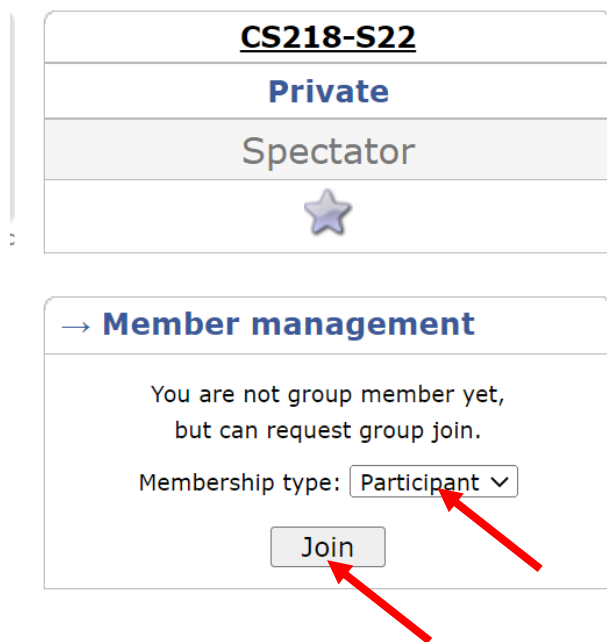 CS218-S22
Private
Spectator
→ Member management
You are not group member yet,
but can request group join.
Membership type: Participant
Join